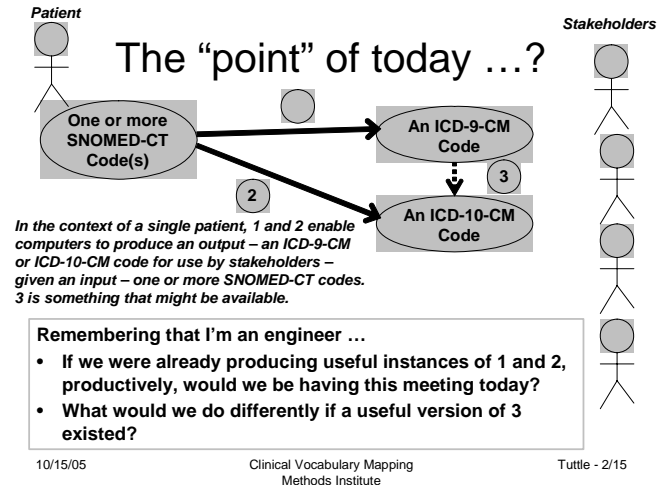 Patient
Stakeholders
The “point” of today …?
One or more
SNOMED-CT
Code(s)
An ICD-9-CM
Code
3
2
An ICD-10-CM
Code
In the context of a single patient, 1 and 2 enable
computers to produce an output – an ICD-9-CM
or ICD-10-CM code for use by stakeholders –
given an input – one or more SNOMED-CT codes.
3 is something that might be available.
Remembering that I’m an engineer …
• If we were already producing useful instances of 1 and 2,
productively, would we be having this meeting today?
• What would we do differently if a useful version of 3
existed?
10/15/05
Clinical Vocabulary Mapping
Methods Institute
Tuttle - 2/15